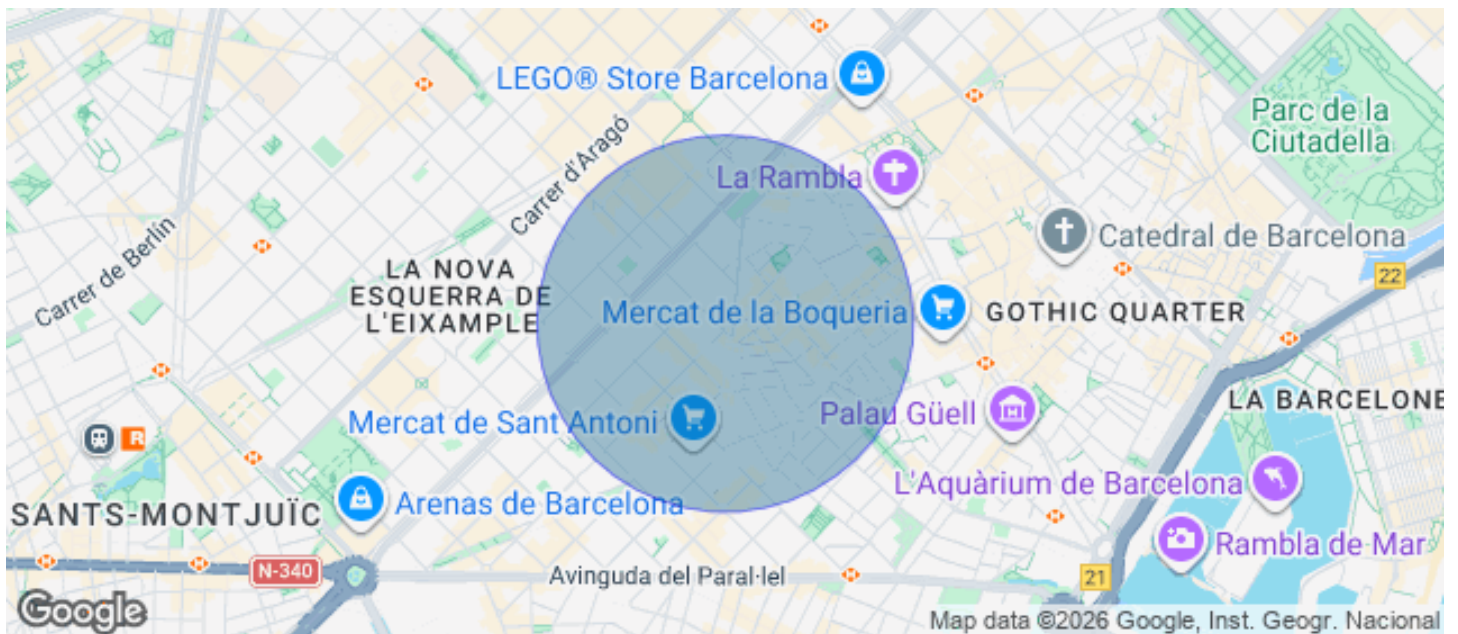 LEGO® Store Barcelona
Parc de la
Ciutadella
Carrer d'Aragó
La Rambla
Catedral de Barcelona
Carrer de Berlín
LA NOVA
ESQUERRA DE
L'EIXAMPLE
22
Mercat de la Boqueria
GOTHIC QUARTER
LA BARCELONE
Mercat de Sant Antoni
Palau Güell
R
L'Aquàrium de Barcelona
Arenas de Barcelona
SANTS-MONTJUÏC
Rambla de Mar
N-340
Avinguda del Paral·lel
21
Google
Map data ©2026 Google, Inst. Geogr. Nacional